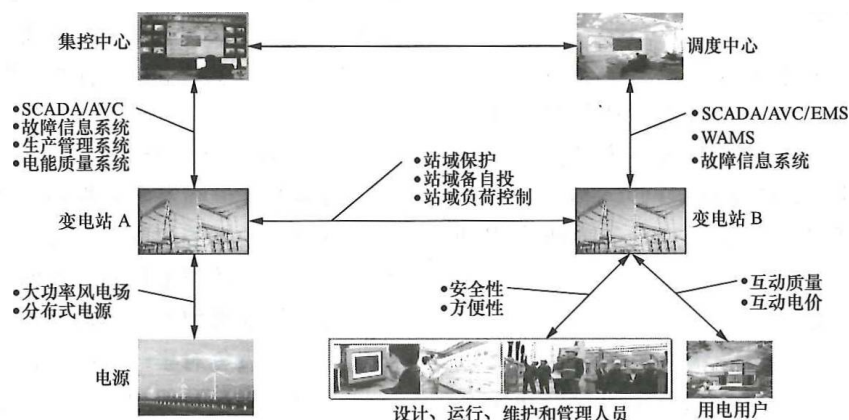 集控中心
调度中心
•SCADA/AVC
•故障信息系统
•生产管理系统
•电能质量系统
•SCADA/AVC/EMS
•WAMS
•故障信息系统
•站域保护
•站域备自投
•站域负荷控制
变电站 A
变电站 B
•大功率风电场
•分布式电源
•安全性
•方便性
•互动质量
•互动电价
电源
设计、运行、维护和管理人员
用电用户